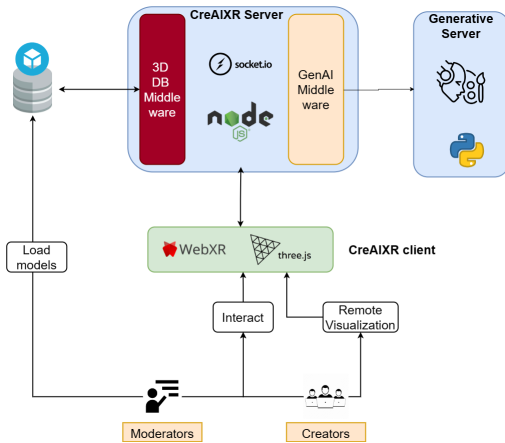 CreAIXR Server
Generative
Server
3D
DB
Middle
ware
socket.io
node
JS
GenAI
Middle
ware
WebXR
three.js
CreAIXR client
Load
models
Interact
Remote
Visualization
Moderators
Creators